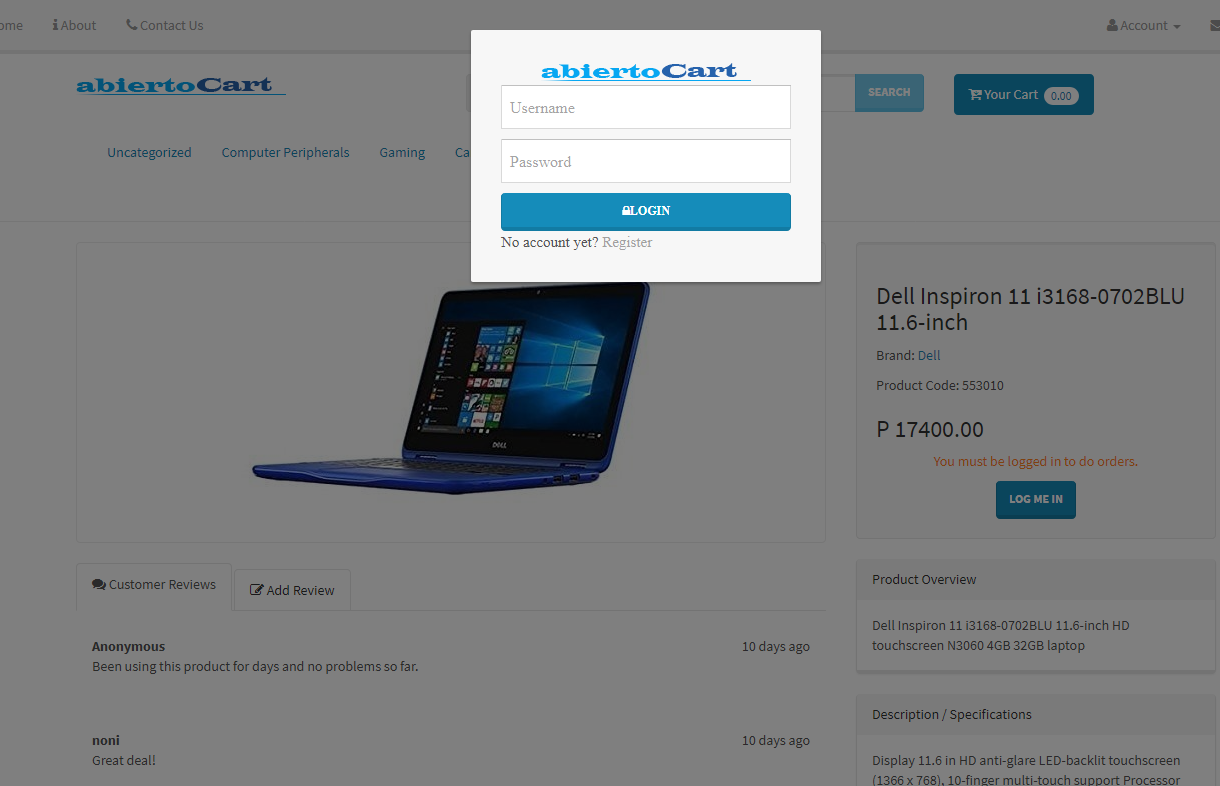 ome
About
Contact Us
Account
abiertoCart
SEARCH
Your Cart 0.00
Uncategorized
Computer Peripherals
Gaming
Ca
abiertoCart
Username
Password
LOGIN
No account yet? Register
DELL
Dell Inspiron 11 i3168-0702BLU
11.6-inch
Brand: Dell
Product Code: 553010
P 17400.00
You must be logged in to do orders.
LOG ME IN
Customer Reviews
Add Review
Anonymous
10 days ago
Been using this product for days and no problems so far.
noni
10 days ago
Great deal!
Product Overview
Dell Inspiron 11 i3168-0702BLU 11.6-inch HD
touchscreen N3060 4GB 32GB laptop
Description / Specifications
Display 11.6 in HD anti-glare LED-backlit touchscreen
(1366 x 768), 10-finger multi-touch support Processor